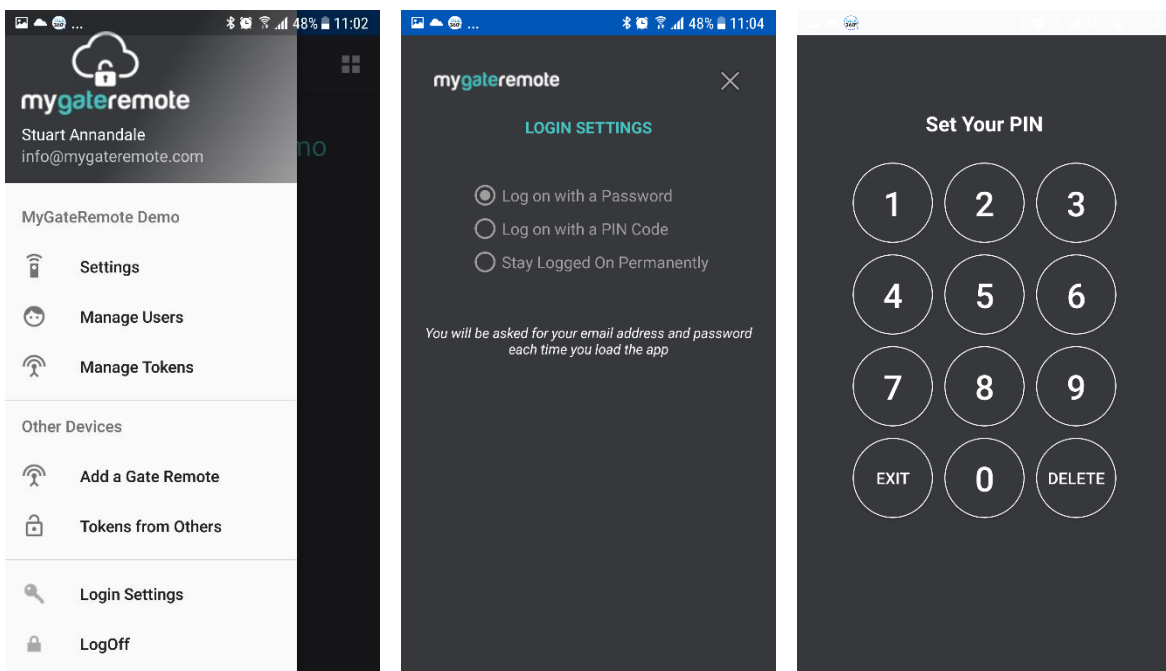 ... 48% 11:02
mygateremote
Stuart Annandale
info@mygateremote.com
mo
MyGateRemote Demo
Settings
Manage Users
Manage Tokens
Other Devices
Add a Gate Remote
Tokens from Others
Login Settings
LogOff
... 48% 11:04
mygateremote
LOGIN SETTINGS
Log on with a Password
Log on with a PIN Code
Stay Logged On Permanently
You will be asked for your email address and password
each time you load the app
360°
Set Your PIN
1 2 3
4 5 6
7 8 9
EXIT 0 DELETE